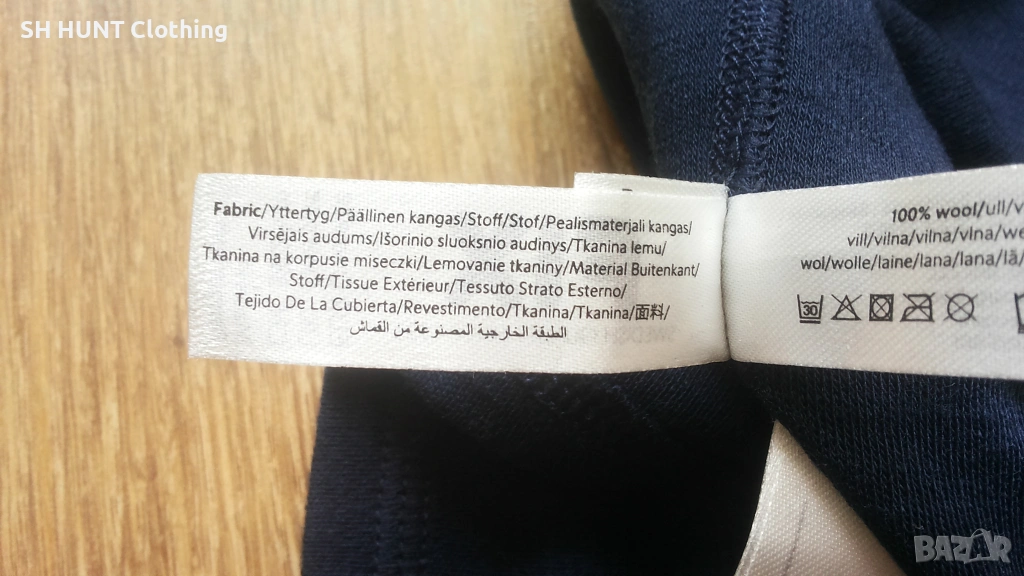 SH HUNT Clothing
Fabric/Yttertyg/Päällinen kangas/Stoff/Stof/Pealismaterjali kangas/
Virsējais audums/Išorinio sluoksnio audinys/Tkanina lemu/
Tkanina na korpusie miseczki/Lemovanie tkaniny/Material Buitenkant/
Stoff/Tissue Extérieur/Tessuto Strato Esterno/
Tejido De La Cubierta/Revestimento/Tkanina/Tkanina/面料/
الطبقة الخارجية المصنوعة من القماش
100% wool/ull/
vill/vilna/vilna/vlna/
wol/wolle/laine/lana/lana/lã/
30
BAZAR